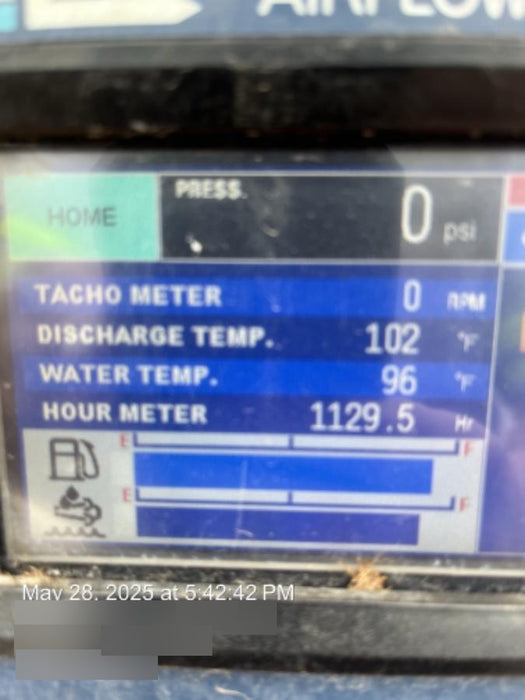 AIRFLOW
HOME
PRESS.
0 psi
TACHO METER 0 RPM
DISCHARGE TEMP. 102 °F
WATER TEMP. 96 °F
HOUR METER 1129.5 Hr
E F
E F
May 28, 2025 at 5:42:42 PM